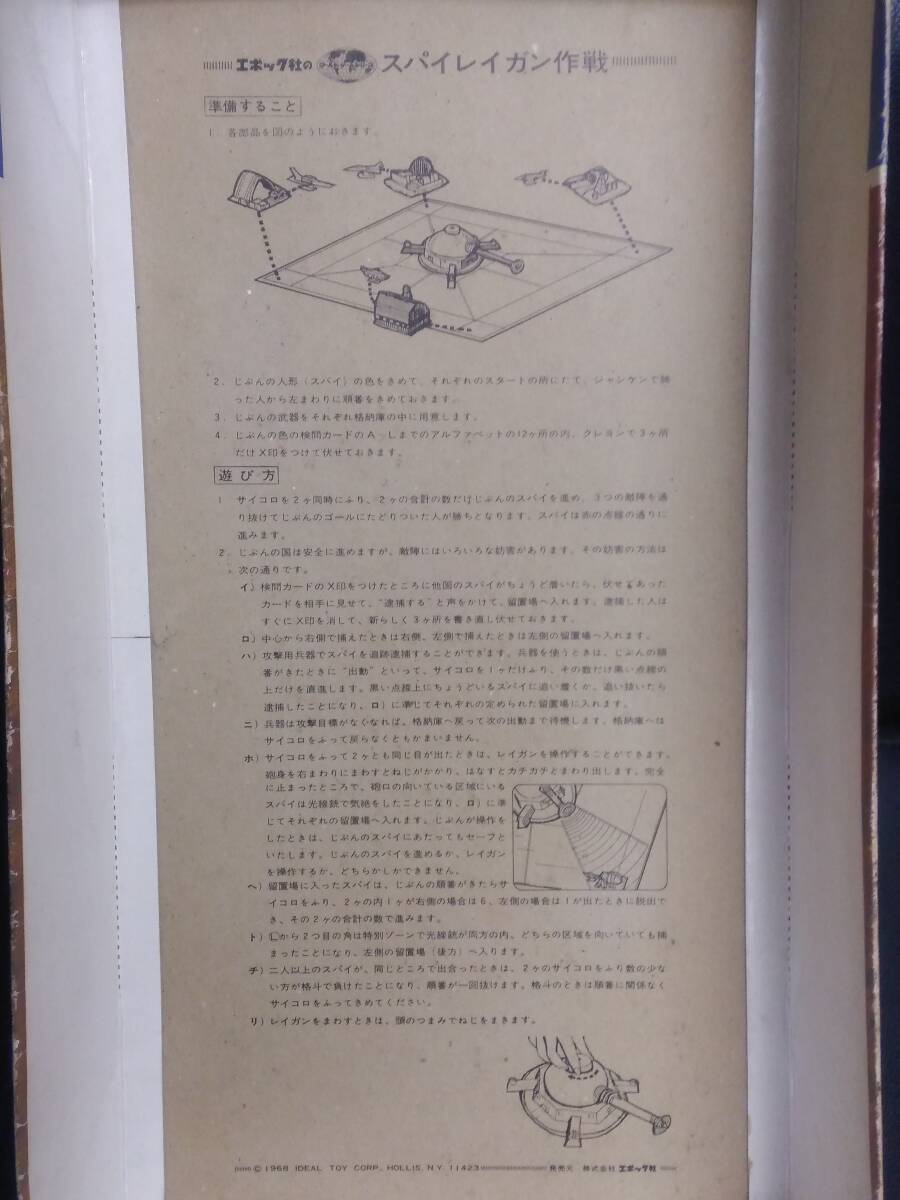 エポック社の スパイレイガン作戦
準備すること
1. 各部品を図のようにおきます。
2. じぶんの人形(スパイ)の色をきめて、それぞれのスタートの所にたて、ジャンケンで勝
った人から左まわりに順番をきめておきます。
3. じぶんの武器をそれぞれ格納庫の中に用意します。
4. じぶんの色の検問カードのA~Lまでのアルファベットの12ヶ所の内、クレヨンで3ヶ所
だけX印をつけて伏せておきます。
遊び方
1 サイコロを2ヶ同時にふり、2ヶの合計の数だけじぶんのスパイを進め、3つの敵陣を通
り抜けてじぶんのゴールにたどりついた人が勝ちとなります。スパイは赤の点線の通りに
進みます。
2. じぶんの国は安全に進めますが、敵陣にはいろいろな妨害があります。その妨害の方法は
次の通りです。
イ) 検問カードのX印をつけたところに他国のスパイがちょうど着いたら、伏せてあった
カードを相手に見せて、“逮捕する”と声をかけて、留置場へ入れます。逮捕した人は
すぐにX印を消して、新らしく3ヶ所を書き直し伏せておきます。
ロ) 中心から右側で捕えたときは右側、左側で捕えたときは左側の留置場へ入れます。
ハ) 攻撃用兵器でスパイを追跡逮捕することができます。兵器を使うときは、じぶんの順
番がきたときに“出動”といって、サイコロを1ヶだけふり、その数だけ黒い点線の
上だけを直進します。黒い点線上にちょうどいるスパイに追い着くか、追い抜いたら
逮捕したことになり、ロ)に準じてそれぞれの定められた留置場に入れます。
ニ) 兵器は攻撃目標がなくなれば、格納庫へ戻って次の出動まで待機します。格納庫へは
サイコロをふって戻らなくともかまいません。
ホ) サイコロをふって2ヶとも同じ目が出たときは、レイガンを操作することができます。
砲身を右まわりにまわすとねじがかかり、はなすとカチカチとまわり出します。完全
に止まったところで、砲口の向いている区域にいる
スパイは光線銃で気絶をしたことになり、ロ)に準
じてそれぞれの留置場へ入れます。じぶんが操作を
したときは、じぶんのスパイにあたってもセーフと
いたします。じぶんのスパイを進めるか、レイガン
を操作するか、どちらかしかできません。
ヘ) 留置場に入ったスパイは、じぶんの順番がきたらサ
イコロをふり、2ヶの内1ヶが右側の場合は6、左側の場合は1が出たときに脱出でき
き、その2ヶの合計の数で進みます。
ト) Lから2つ目の角は特別ゾーンで光線銃が両方の内、どちらの区域を向いていても捕
まったことになり、左側の留置場(後方)へ入ります。
チ) 二人以上のスパイが、同じところで出合ったときは、2ヶのサイコロをふり数の少な
い方が格斗で負けたことになり、順番が一回抜けます。格斗のときは順番に関係なく
サイコロをふってきめてください。
リ) レイガンをまわすときは、頭のつまみでねじをまきます。
© 1968 IDEAL TOY CORP., HOLLIS, N.Y. 11423 発売元 株式会社 エポック社